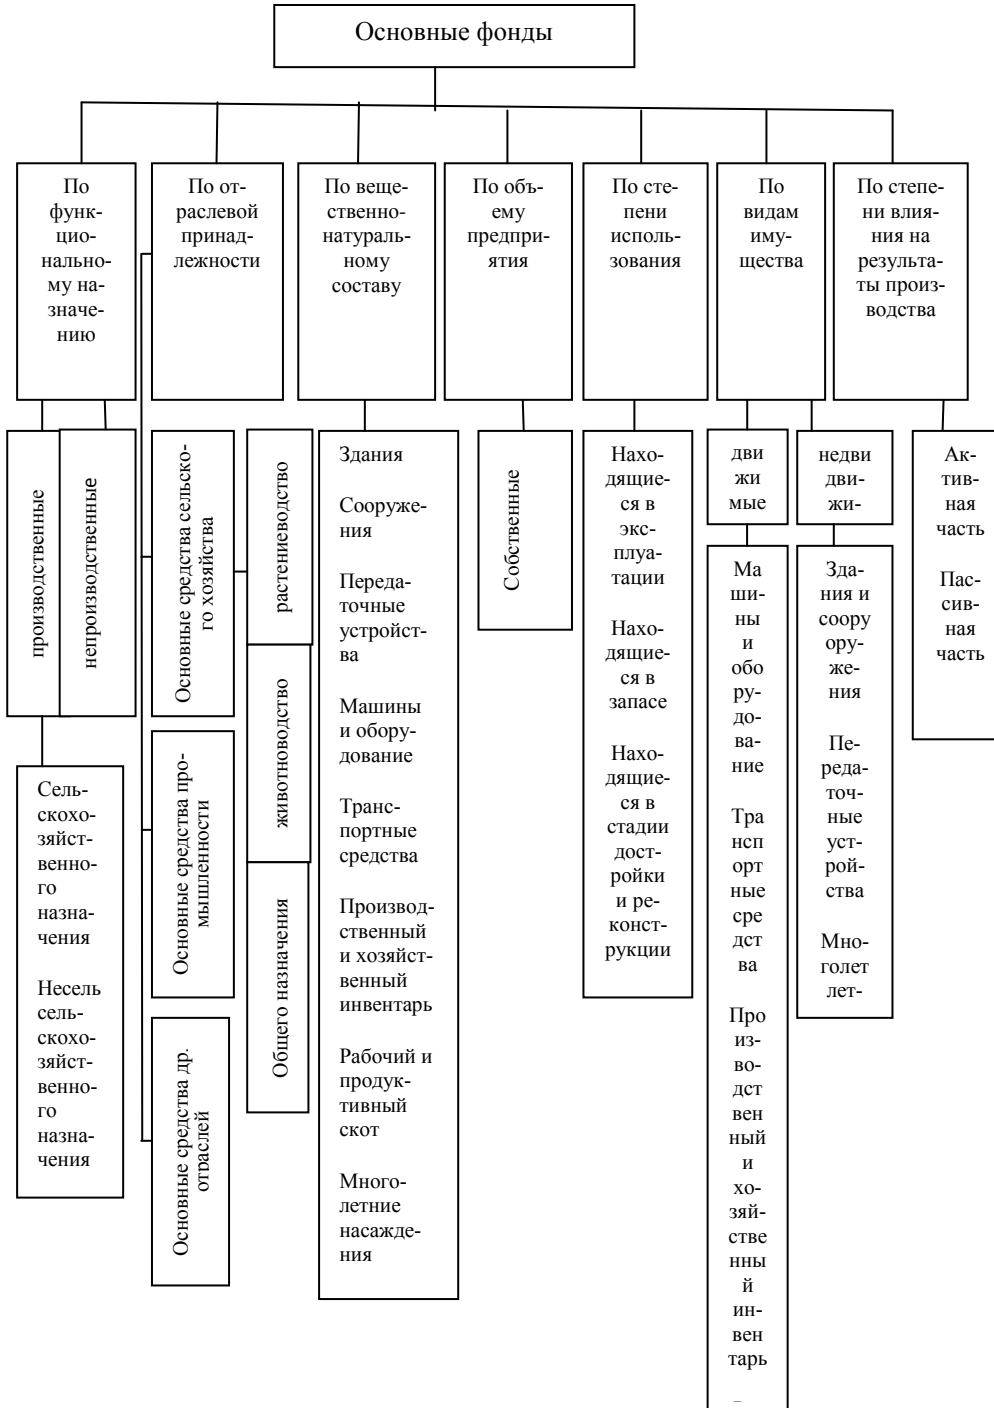 Основные фонды
По
функ-
цио-
нально-
му на-
значе-
нию
По от-
раслевой
принад-
лежности
По веще-
ственно-
натураль-
ному
составу
По объ-
ему
предпри-
ятия
По сте-
пени
исполь-
зования
По
видам
иму-
щества
По степе-
ни влия-
ния на
результа-
ты произ-
водства
производственные
непроизводственные
Сель-
скохо-
зяйст-
венного
назна-
чения
Несель
сель-
скохо-
зяйст-
венно-
го
назна-
чения
Основные средства сельско-
го хозяйства
Основные средства про-
мышленности
Основные средства др.
отраслей
растениеводство
животноводство
Общего назначения
Здания
Сооруже-
ния
Переда-
точные
устройст-
ва
Машины
и обору-
дование
Транс-
портные
средства
Производ-
ственный
и хозяйст-
венный
инвентарь
Рабочий и
продук-
тивный
скот
Много-
летние
насажде-
ния
Собственные
Нахо-
дящие-
ся в
экс-
плуа-
тации
Нахо-
дящие-
ся в
запасе
Нахо-
дящие-
ся в
стадии
дост-
ройки
и ре-
конст-
рукции
дви
жи
мые
Ма
ши-
ны
и
обо
ру-
до-
ва-
ние
Тра
нсп
орт
ные
сре
дст
ва
Про
из-
во-
дст
вен
ный
и
хо-
зяй-
стве
нны
й
ин-
вен
тарь
недви
дви-
жи-
Зда-
ния и
соору
ору-
же-
ния
Пе-
реда-
точ-
ные
уст-
рой-
ства
Мно-
голет
лет-
Ак-
тив-
ная
часть
Пас-
сив-
ная
часть